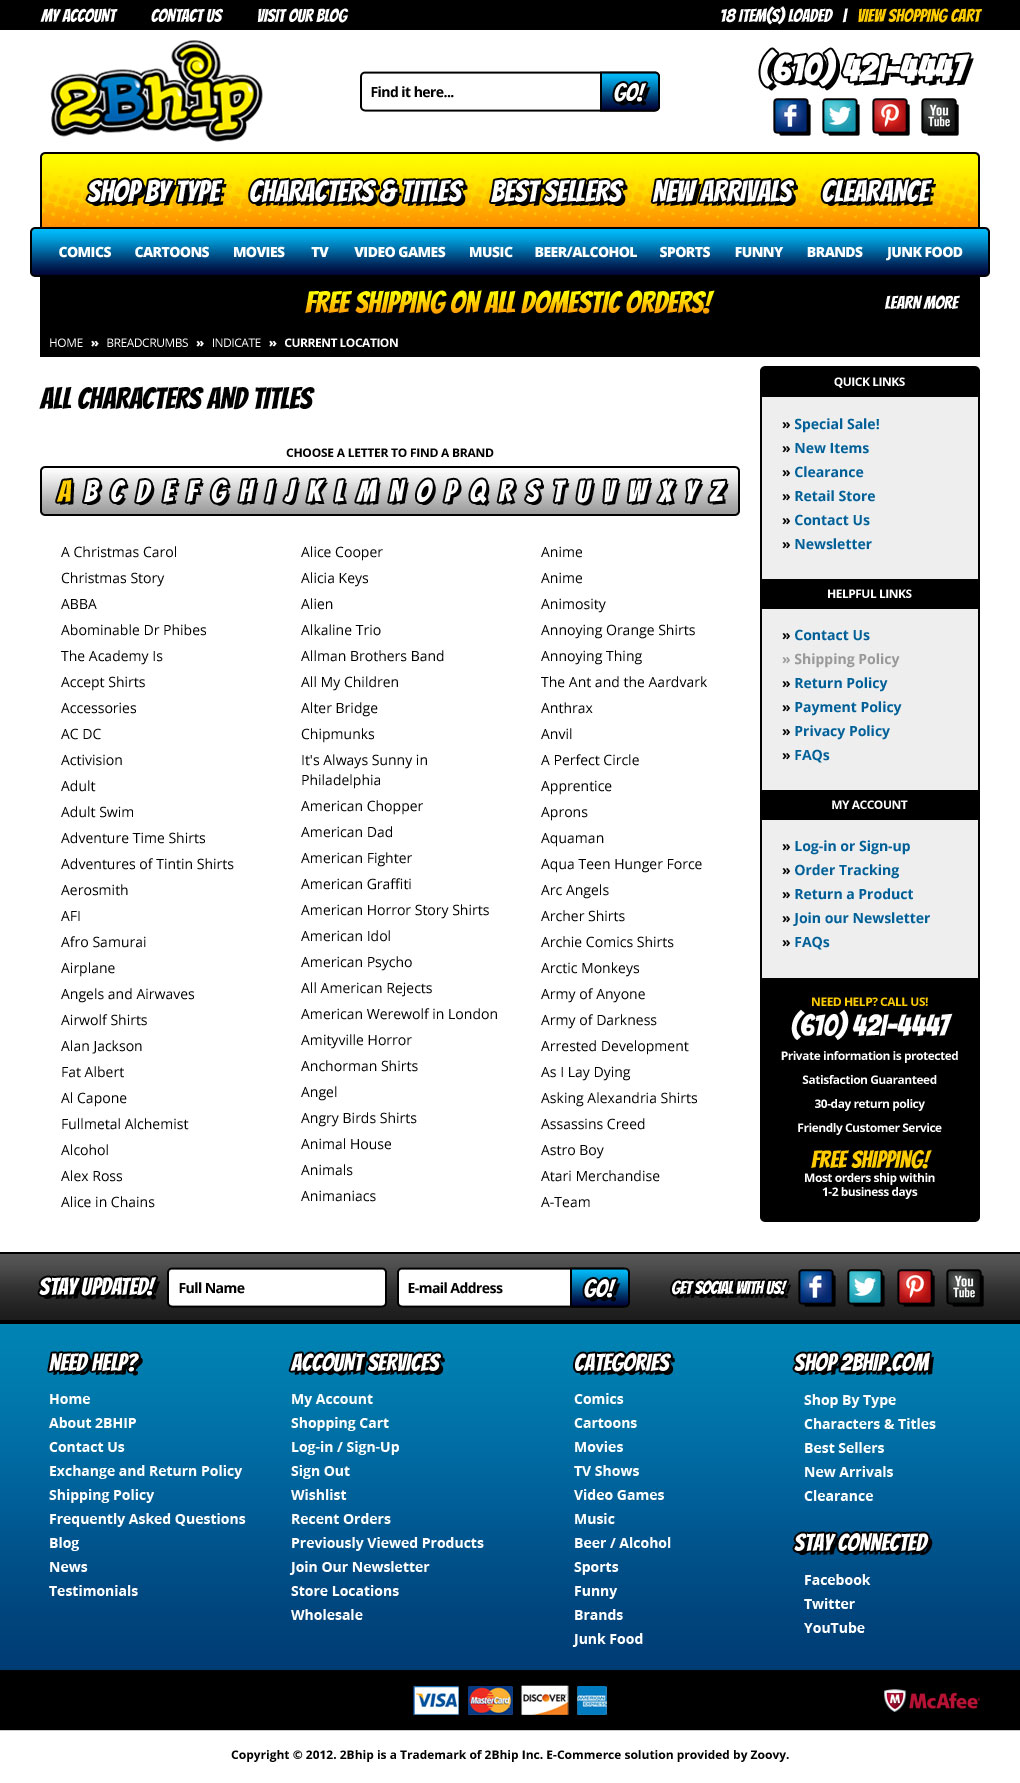 MY ACCOUNT CONTACT US VISIT OUR BLOG 18 ITEM(S) LOADED | VIEW SHOPPING CART
2Bhip
Find it here... GO!
(610) 421-4447
f P You Tube
SHOP BY TYPE CHARACTERS & TITLES BEST SELLERS NEW ARRIVALS CLEARANCE
COMICS CARTOONS MOVIES TV VIDEO GAMES MUSIC BEER/ALCOHOL SPORTS FUNNY BRANDS JUNK FOOD
FREE SHIPPING ON ALL DOMESTIC ORDERS! LEARN MORE
HOME » BREADCRUMBS » INDICATE » CURRENT LOCATION
ALL CHARACTERS AND TITLES
CHOOSE A LETTER TO FIND A BRAND
A B C D E F G H I J K L M N O P Q R S T U V W X Y Z
A Christmas Carol
Christmas Story
ABBA
Abominable Dr Phibes
The Academy Is
Accept Shirts
Accessories
AC DC
Activision
Adult
Adult Swim
Adventure Time Shirts
Adventures of Tintin Shirts
Aerosmith
AFI
Afro Samurai
Airplane
Angels and Airwaves
Airwolf Shirts
Alan Jackson
Fat Albert
Al Capone
Fullmetal Alchemist
Alcohol
Alex Ross
Alice in Chains
Alice Cooper
Alicia Keys
Alien
Alkaline Trio
Allman Brothers Band
All My Children
Alter Bridge
Chipmunks
It's Always Sunny in
Philadelphia
American Chopper
American Dad
American Fighter
American Graffiti
American Horror Story Shirts
American Idol
American Psycho
All American Rejects
American Werewolf in London
Amityville Horror
Anchorman Shirts
Angel
Angry Birds Shirts
Animal House
Animals
Animaniacs
Anime
Anime
Animosity
Annoying Orange Shirts
Annoying Thing
The Ant and the Aardvark
Anthrax
Anvil
A Perfect Circle
Apprentice
Aprons
Aquaman
Aqua Teen Hunger Force
Arc Angels
Archer Shirts
Archie Comics Shirts
Arctic Monkeys
Army of Anyone
Army of Darkness
Arrested Development
As I Lay Dying
Asking Alexandria Shirts
Assassins Creed
Astro Boy
Atari Merchandise
A-Team
QUICK LINKS
» Special Sale!
» New Items
» Clearance
» Retail Store
» Contact Us
» Newsletter
HELPFUL LINKS
» Contact Us
» Shipping Policy
» Return Policy
» Payment Policy
» Privacy Policy
» FAQs
MY ACCOUNT
» Log-in or Sign-up
» Order Tracking
» Return a Product
» Join our Newsletter
» FAQs
NEED HELP? CALL US!
(610) 421-4447
Private information is protected
Satisfaction Guaranteed
30-day return policy
Friendly Customer Service
FREE SHIPPING!
Most orders ship within
1-2 business days
STAY UPDATED! Full Name E-mail Address GO! GET SOCIAL WITH US! f P You Tube
NEED HELP?
Home
About 2BHIP
Contact Us
Exchange and Return Policy
Shipping Policy
Frequently Asked Questions
Blog
News
Testimonials
ACCOUNT SERVICES
My Account
Shopping Cart
Log-in / Sign-Up
Sign Out
Wishlist
Recent Orders
Previously Viewed Products
Join Our Newsletter
Store Locations
Wholesale
CATEGORIES
Comics
Cartoons
Movies
TV Shows
Video Games
Music
Beer / Alcohol
Sports
Funny
Brands
Junk Food
SHOP 2BHIP.COM
Shop By Type
Characters & Titles
Best Sellers
New Arrivals
Clearance
STAY CONNECTED
Facebook
Twitter
YouTube
VISA MasterCard DISCOVER AMERICAN EXPRESS McAfee
Copyright © 2012. 2Bhip is a Trademark of 2Bhip Inc. E-Commerce solution provided by Zoovy.